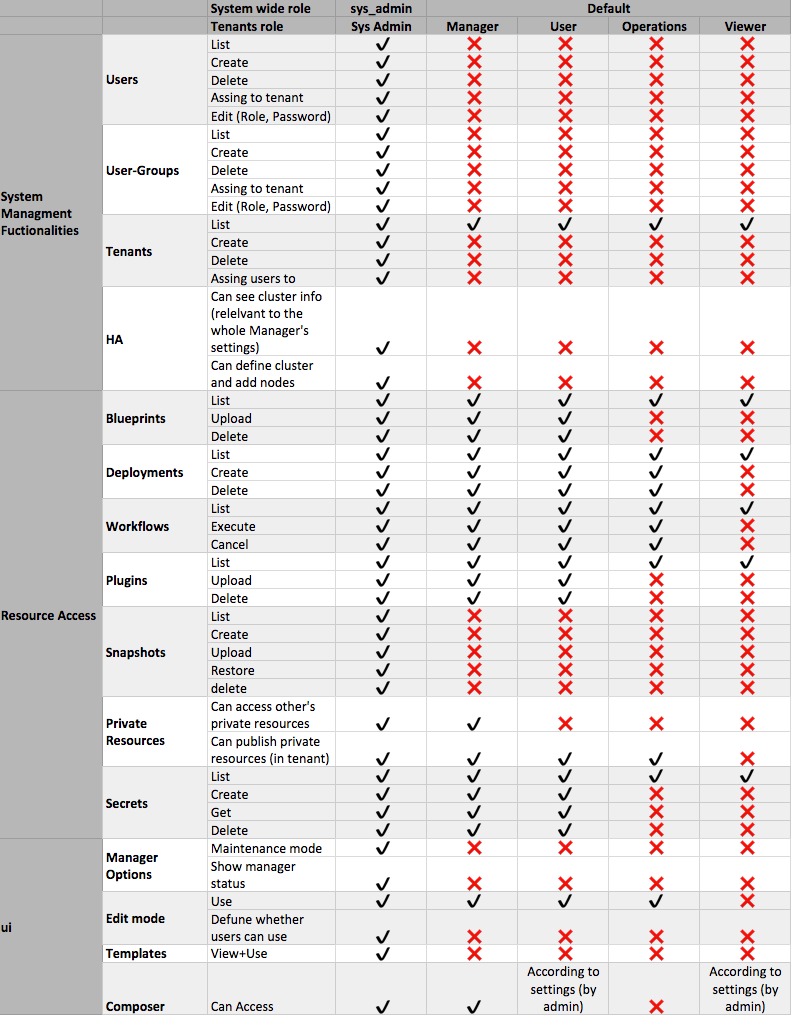 System wide role sys_admin Default
Tenants role Sys Admin Manager User Operations Viewer
System
Managment
Fuctionalities
Users
List ✓ ✗ ✗ ✗ ✗
Create ✓ ✗ ✗ ✗ ✗
Delete ✓ ✗ ✗ ✗ ✗
Assing to tenant ✓ ✗ ✗ ✗ ✗
Edit (Role, Password) ✓ ✗ ✗ ✗ ✗
User-Groups
List ✓ ✗ ✗ ✗ ✗
Create ✓ ✗ ✗ ✗ ✗
Delete ✓ ✗ ✗ ✗ ✗
Assing to tenant ✓ ✗ ✗ ✗ ✗
Edit (Role, Password) ✓ ✗ ✗ ✗ ✗
Tenants
List ✓ ✓ ✓ ✓ ✓
Create ✓ ✗ ✗ ✗ ✗
Delete ✓ ✗ ✗ ✗ ✗
Assing users to ✓ ✗ ✗ ✗ ✗
HA
Can see cluster info
(relelvant to the
whole Manager's
settings) ✓ ✗ ✗ ✗ ✗
Can define cluster
and add nodes ✓ ✗ ✗ ✗ ✗
Resource Access
Blueprints
List ✓ ✓ ✓ ✓ ✓
Upload ✓ ✓ ✓ ✗ ✗
Delete ✓ ✓ ✓ ✗ ✗
Deployments
List ✓ ✓ ✓ ✓ ✓
Create ✓ ✓ ✓ ✓ ✗
Delete ✓ ✓ ✓ ✓ ✗
Workflows
List ✓ ✓ ✓ ✓ ✓
Execute ✓ ✓ ✓ ✓ ✗
Cancel ✓ ✓ ✓ ✓ ✗
Plugins
List ✓ ✓ ✓ ✓ ✓
Upload ✓ ✓ ✓ ✗ ✗
Delete ✓ ✓ ✓ ✗ ✗
Snapshots
List ✓ ✗ ✗ ✗ ✗
Create ✓ ✗ ✗ ✗ ✗
Upload ✓ ✗ ✗ ✗ ✗
Restore ✓ ✗ ✗ ✗ ✗
delete ✓ ✗ ✗ ✗ ✗
Private
Resources
Can access other's
private resources ✓ ✓ ✗ ✗ ✗
Can publish private
resources (in tenant) ✓ ✓ ✓ ✓ ✗
Secrets
List ✓ ✓ ✓ ✓ ✓
Create ✓ ✓ ✓ ✗ ✗
Get ✓ ✓ ✓ ✗ ✗
Delete ✓ ✓ ✓ ✗ ✗
ui
Manager
Options
Maintenance mode ✓ ✗ ✗ ✗ ✗
Show manager
status ✓ ✗ ✗ ✗ ✗
Edit mode
Use ✓ ✓ ✓ ✓ ✗
Defune whether
users can use ✓ ✗ ✗ ✗ ✗
Templates
View+Use ✓ ✗ ✗ ✗ ✗
Composer
Can Access ✓ ✓
According to
settings (by
admin)
✗
According to
settings (by
admin)